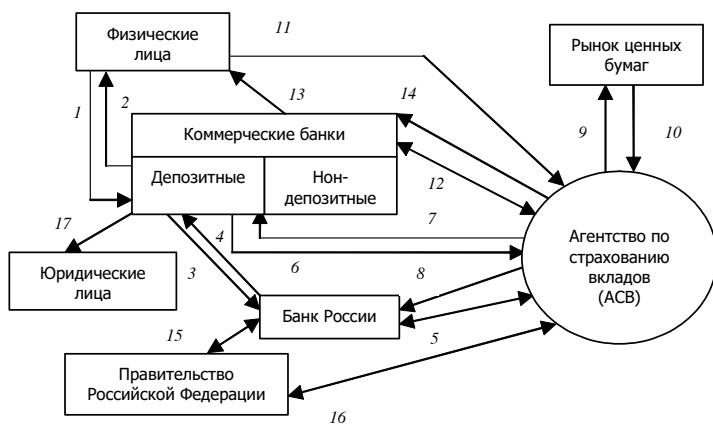 11
Физические
лица
Рынок ценных
бумаг
1
2
13
14
9
10
Коммерческие банки
Депозитные
Нон-
депозитные
12
17
7
Агентство по
страхованию
вкладов
(АСВ)
Юридические
лица
3
4
6
8
Банк России
15
5
Правительство
Российской Федерации
16